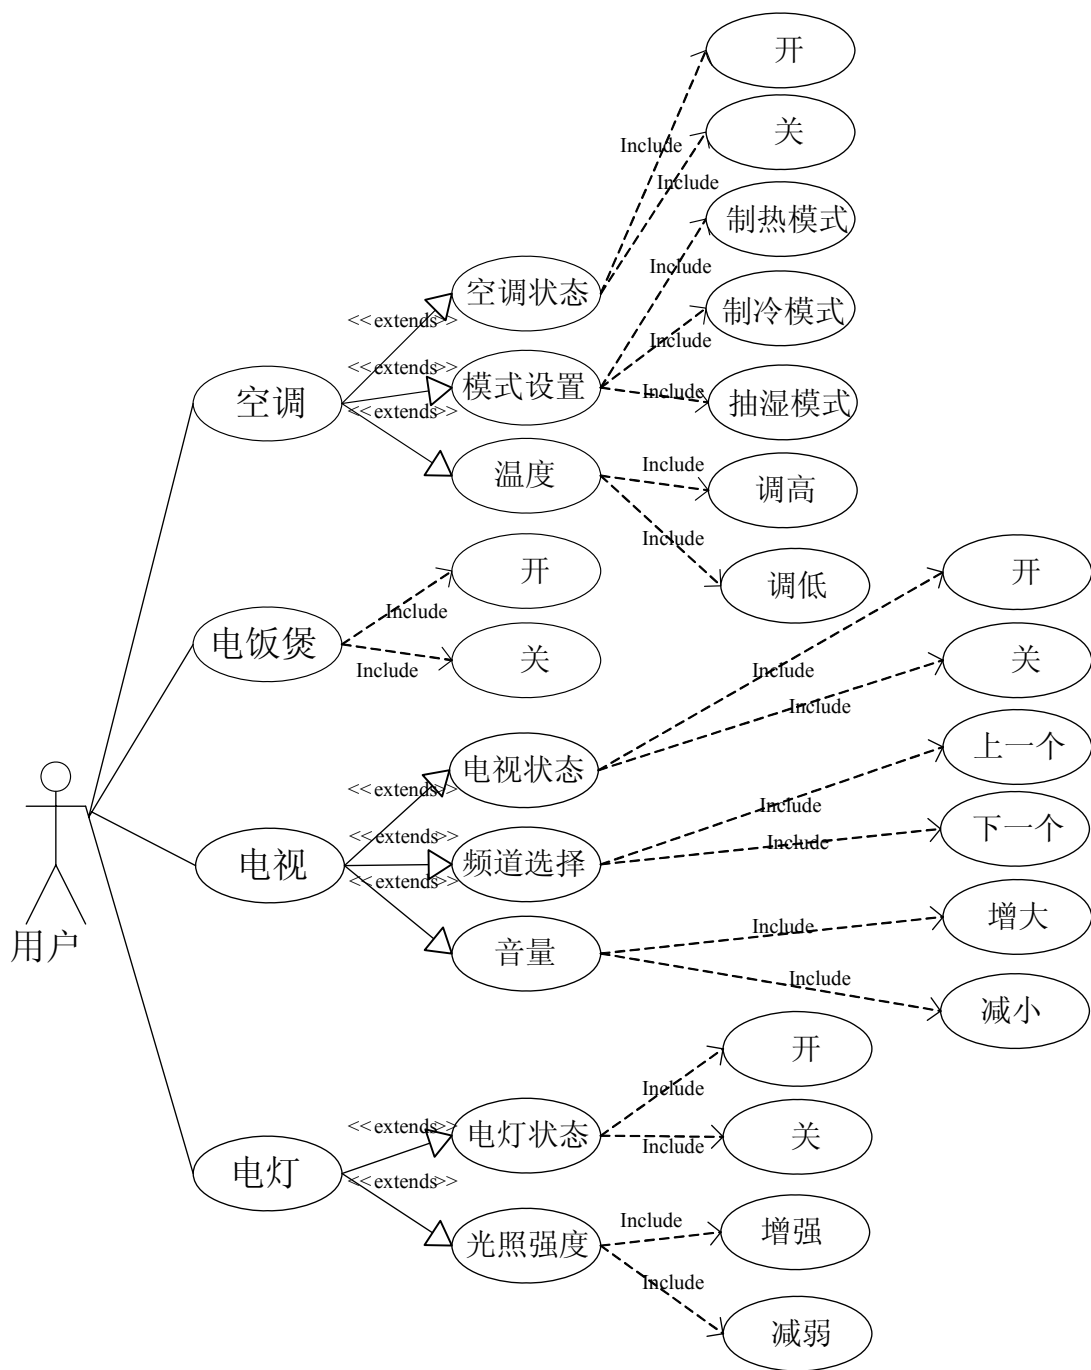 开
Include
关
Include
制热模式
Include
空调状态
<<extends>>
制冷模式
Include
<<extends>>
模式设置
Include
抽湿模式
空调
<<extends>>
温度
Include
调高
Include
调低
开
Include
电饭煲
Include
关
开
Include
关
Include
上一个
电视状态
<<extends>>
Include
下一个
<<extends>>
Include
电视
频道选择
<<extends>>
增大
Include
音量
用户
Include
减小
开
Include
<<extends>>
电灯状态
Include
关
电灯
<<extends>>
Include
增强
光照强度
Include
减弱